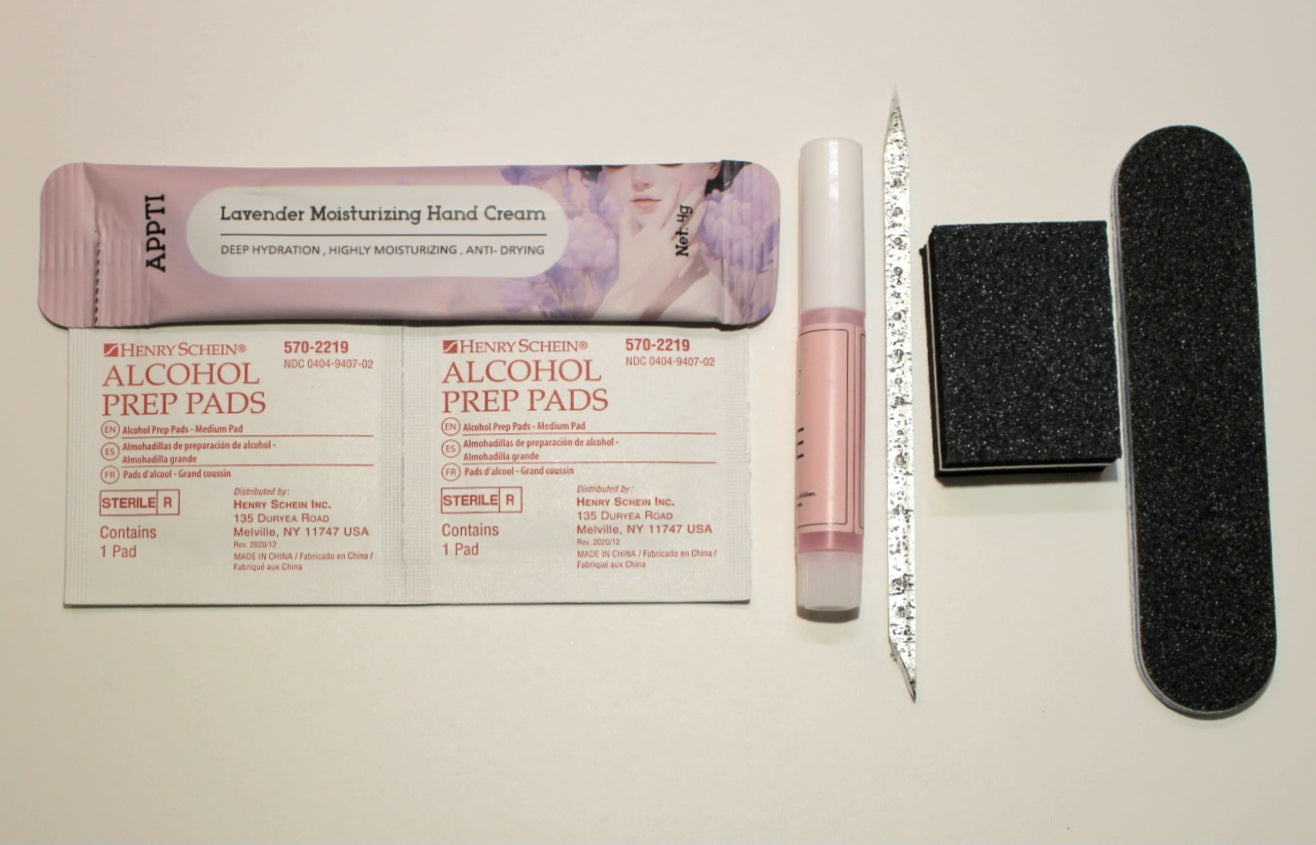 APPTI
Lavender Moisturizing Hand Cream
DEEP HYDRATION , HIGHLY MOISTURIZING , ANTI- DRYING
Net: 4g
HENRY SCHEIN®
570-2219
NDC 0404-9407-02
ALCOHOL
PREP PADS
EN Alcohol Prep Pads - Medium Pad
ES Almohadillas de preparación de alcohol -
Almohadilla grande
FR Pads d'alcool - Grand coussin
STERILE R
Contains
1 Pad
Distributed by:
HENRY SCHEIN INC.
135 DURYEA ROAD
Melville, NY 11747 USA
Rev. 2020/12
MADE IN CHINA / Fabricado en China /
Fabriqué aux China
HENRY SCHEIN®
570-2219
NDC 0404-9407-02
ALCOHOL
PREP PADS
EN Alcohol Prep Pads - Medium Pad
ES Almohadillas de preparación de alcohol -
Almohadilla grande
FR Pads d'alcool - Grand coussin
STERILE R
Contains
1 Pad
Distributed by:
HENRY SCHEIN INC.
135 DURYEA ROAD
Melville, NY 11747 USA
Rev. 2020/12
MADE IN CHINA / Fabricado en China /
Fabriqué aux China